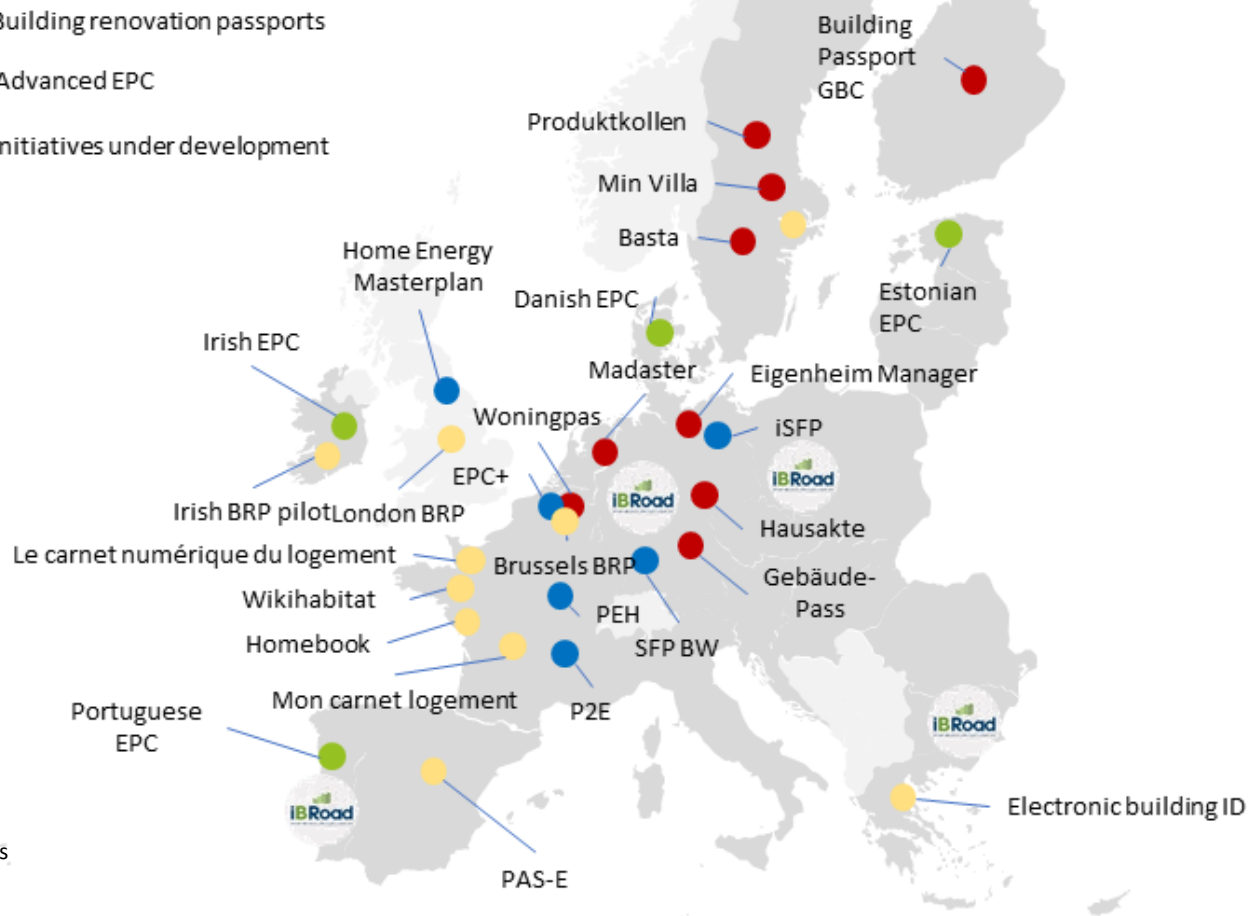 Building renovation passports
Advanced EPC
nitiatives under development
Building
Passport
GBC
Produktkollen
Min Villa
Basta
Home Energy
Masterplan
Danish EPC
Estonian
EPC
Irish EPC
Madaster
Eigenheim Manager
Woningpas
iSFP
EPC+
iBRoad
iBRoad
Irish BRP pilot
London BRP
Hausakte
Le carnet numérique du logement
Brussels BRP
Gebäude-
Pass
Wikihabitat
PEH
Homebook
SFP BW
Mon carnet logement
P2E
Portuguese
EPC
iBRoad
iBRoad
Electronic building ID
s
PAS-E